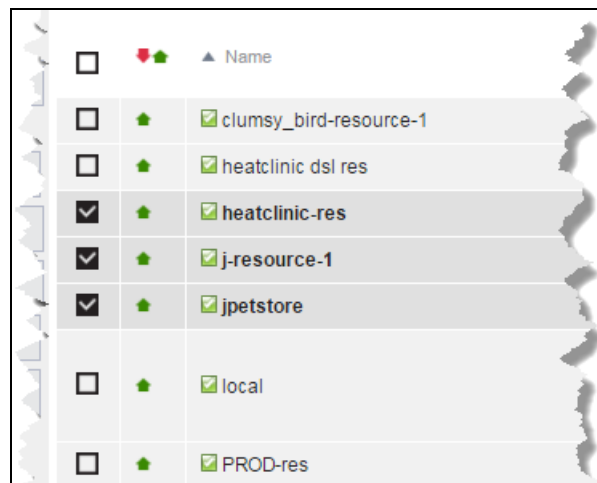 Name
clumsy_bird-resource-1
heatclinic dsl res
heatclinic-res
j-resource-1
jpetstore
local
PROD-res